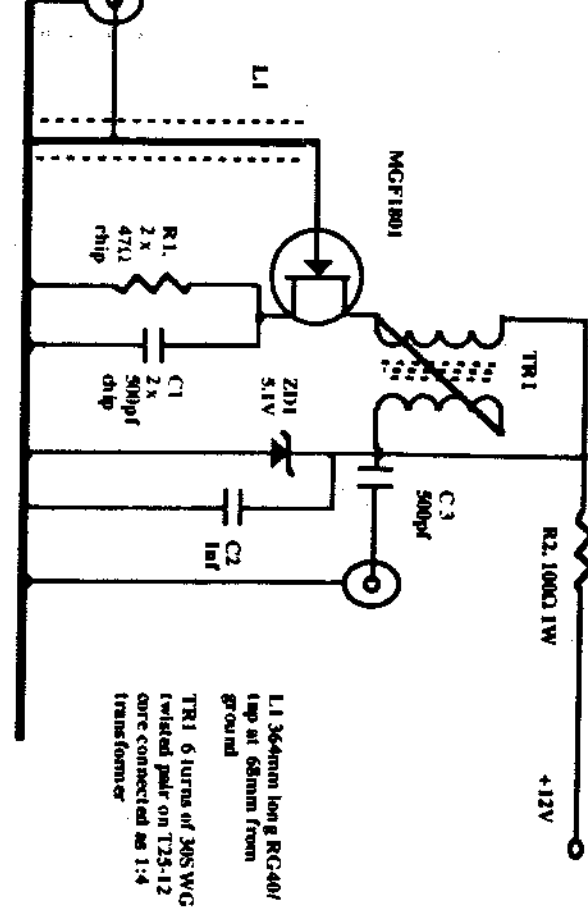 L1
MGF1801
R1.
2 x
47Ω
chip
C1
2 x
500pf
chip
TR1
ZD1
5.1V
C3
500pf
C2
1nf
R2. 100Ω 1W
+12V
L1 364mm long RG40/
tap at 68mm from
ground
TR1 6 turns of 30SWG
twisted pair on T25-12
core connected as 1:4
transformer